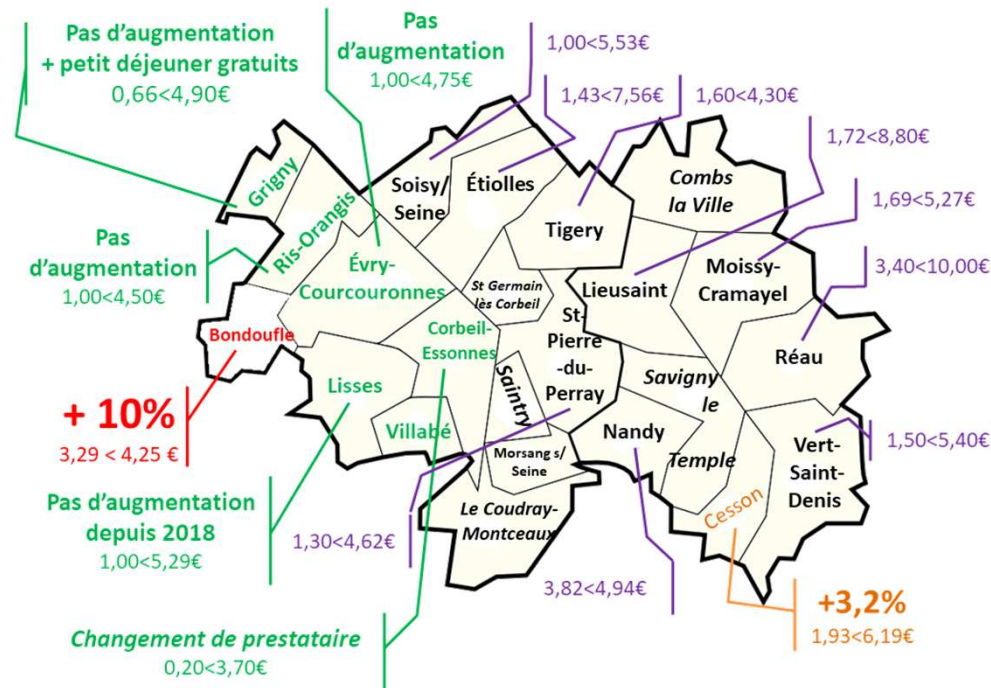 Pas d’augmentation
+ petit déjeuner gratuits
0,66<4,90€
Pas
d’augmentation
1,00<4,75€
1,00<5,53€
1,43<7,56€
1,60<4,30€
1,72<8,80€
1,69<5,27€
3,40<10,00€
Grigny
Ris-Orangis
Soisy/
Seine
Étiolles
Tigery
Combs
la Ville
Pas
d’augmentation
1,00<4,50€
Évry-
Courcouronnes
St Germain
lès Corbeil
Lieusaint
Moissy-
Cramayel
Réau
Bondoufle
Corbeil-
Essonnes
St-
Pierre
-du-
Perray
Saintry
Savigny
le
Temple
Lisses
Villabé
Nandy
Morsang s/
Seine
Vert-
Saint-
Denis
Cesson
Le Coudray-
Montceaux
+ 10%
3,29 < 4,25 €
1,50<5,40€
Pas d’augmentation
depuis 2018
1,00<5,29€
1,30<4,62€
3,82<4,94€
+3,2%
1,93<6,19€
Changement de prestataire
0,20<3,70€